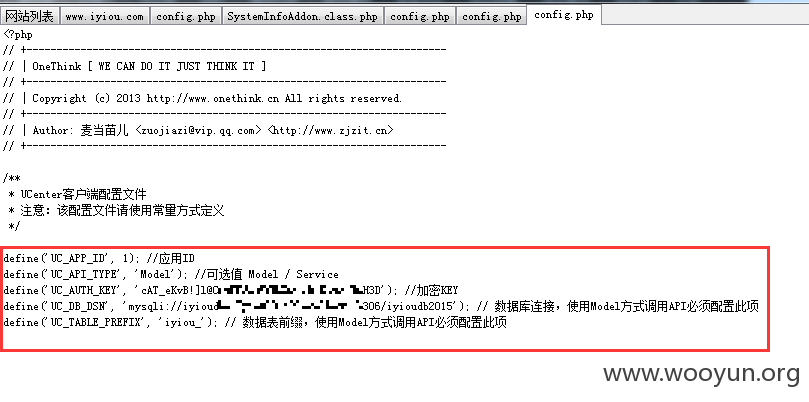 网站列表 www.iyiou.com config.php SystemInfoAddon.class.php config.php config.php config.php
<?php
// +----------------------------------------------------------------------
// | OneThink [ WE CAN DO IT JUST THINK IT ]
// +----------------------------------------------------------------------
// | Copyright (c) 2013 http://www.onethink.cn All rights reserved.
// +----------------------------------------------------------------------
// | Author: 麦当苗儿 <zuojiazi@vip.qq.com> <http://www.zjzit.cn>
// +----------------------------------------------------------------------
/**
 * UCenter客户端配置文件
 * 注意：该配置文件请使用常量方式定义
 */
define('UC_APP_ID', 1); //应用ID
define('UC_API_TYPE', 'Model'); //可选值 Model / Service
define('UC_AUTH_KEY', 'cAT_eKvB!]l@C H3D'); //加密KEY
define('UC_DB_DSN', 'mysqli://iyioud 306/iyioudb2015'); // 数据库连接，使用Model方式调用API必须配置此项
define('UC_TABLE_PREFIX', 'iyiou_'); // 数据表前缀，使用Model方式调用API必须配置此项
www.wooyun.org